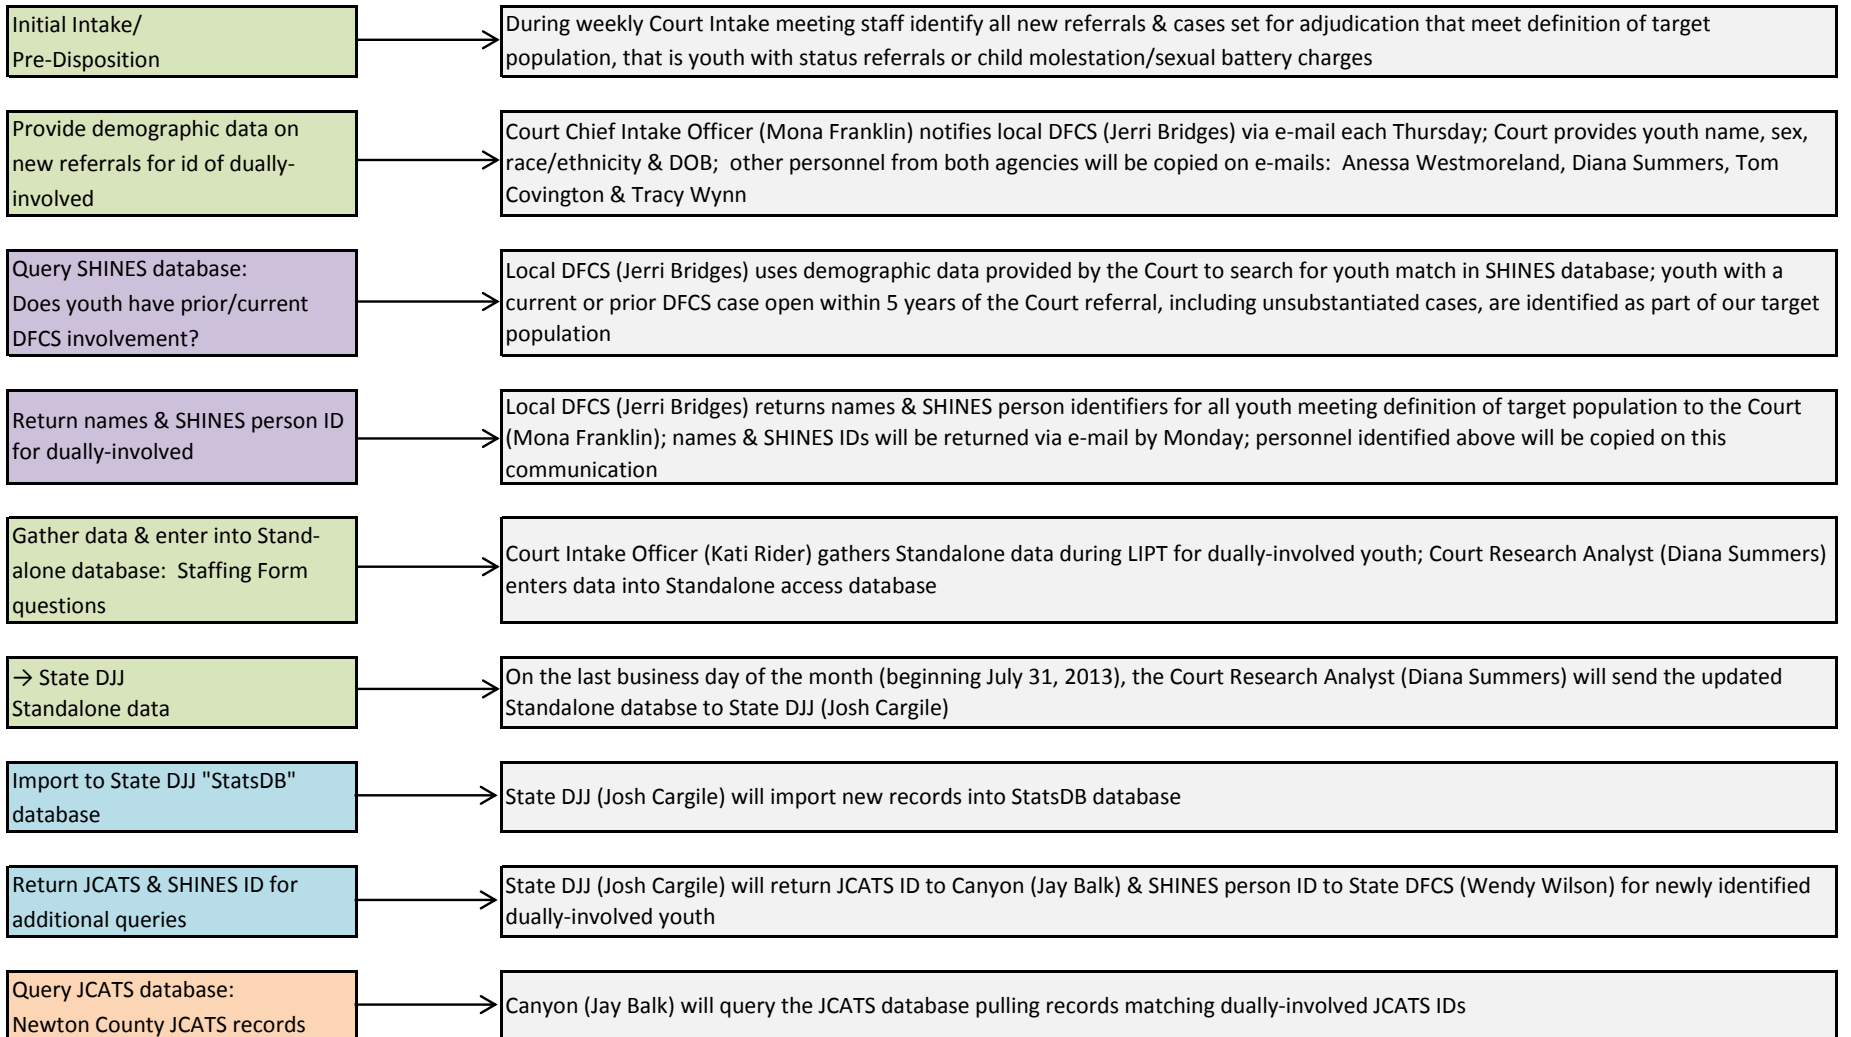 Initial Intake/
Pre-Disposition
During weekly Court Intake meeting staff identify all new referrals & cases set for adjudication that meet definition of target
population, that is youth with status referrals or child molestation/sexual battery charges
Provide demographic data on
new referrals for id of dually-
involved
Court Chief Intake Officer (Mona Franklin) notifies local DFCS (Jerri Bridges) via e-mail each Thursday; Court provides youth name, sex,
race/ethnicity & DOB;  other personnel from both agencies will be copied on e-mails:  Anessa Westmoreland, Diana Summers, Tom
Covington & Tracy Wynn
Query SHINES database:
Does youth have prior/current
DFCS involvement?
Local DFCS (Jerri Bridges) uses demographic data provided by the Court to search for youth match in SHINES database; youth with a
current or prior DFCS case open within 5 years of the Court referral, including unsubstantiated cases, are identified as part of our target
population
Return names & SHINES person ID
for dually-involved
Local DFCS (Jerri Bridges) returns names & SHINES person identifiers for all youth meeting definition of target population to the Court
(Mona Franklin); names & SHINES IDs will be returned via e-mail by Monday; personnel identified above will be copied on this
communication
Gather data & enter into Stand-
alone database:  Staffing Form
questions
Court Intake Officer (Kati Rider) gathers Standalone data during LIPT for dually-involved youth; Court Research Analyst (Diana Summers)
enters data into Standalone access database
→ State DJJ
Standalone data
On the last business day of the month (beginning July 31, 2013), the Court Research Analyst (Diana Summers) will send the updated
Standalone databse to State DJJ (Josh Cargile)
Import to State DJJ "StatsDB"
database
State DJJ (Josh Cargile) will import new records into StatsDB database
Return JCATS & SHINES ID for
additional queries
State DJJ (Josh Cargile) will return JCATS ID to Canyon (Jay Balk) & SHINES person ID to State DFCS (Wendy Wilson) for newly identified
dually-involved youth
Query JCATS database:
Newton County JCATS records
Canyon (Jay Balk) will query the JCATS database pulling records matching dually-involved JCATS IDs